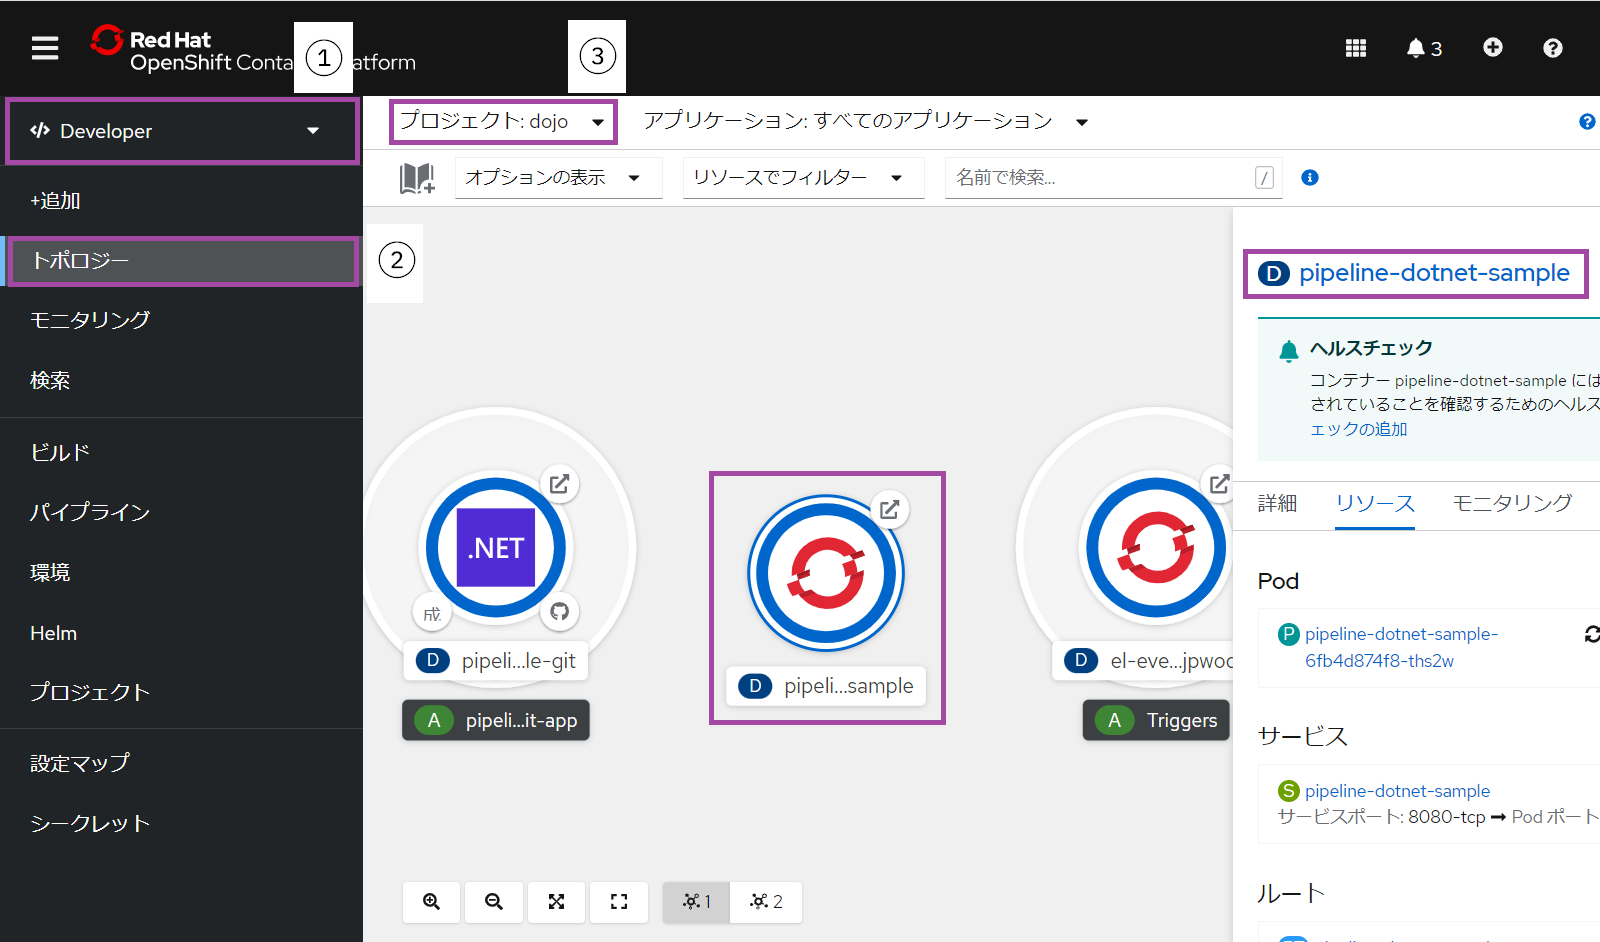 Red Hat
OpenShift Conta
atform
①
③
3
Developer
プロジェクト: dojo
アプリケーション: すべてのアプリケーション
オプションの表示
リソースでフィルター
名前で検索...
/
+追加
トポロジー
②
モニタリング
検索
ビルド
パイプライン
環境
Helm
プロジェクト
設定マップ
シークレット
.NET
成.
D pipeli...le-git
A pipeli...it-app
D pipeli...sample
D el-eve...jpwoc
A Triggers
1
2
D pipeline-dotnet-sample
ヘルスチェック
コンテナー pipeline-dotnet-sample には
されていることを確認するためのヘルス
ェックの追加
詳細
リソース
モニタリング
Pod
P pipeline-dotnet-sample-
6fb4d874f8-ths2w
サービス
S pipeline-dotnet-sample
サービスポート: 8080-tcp ➞ Pod ポート
ルート